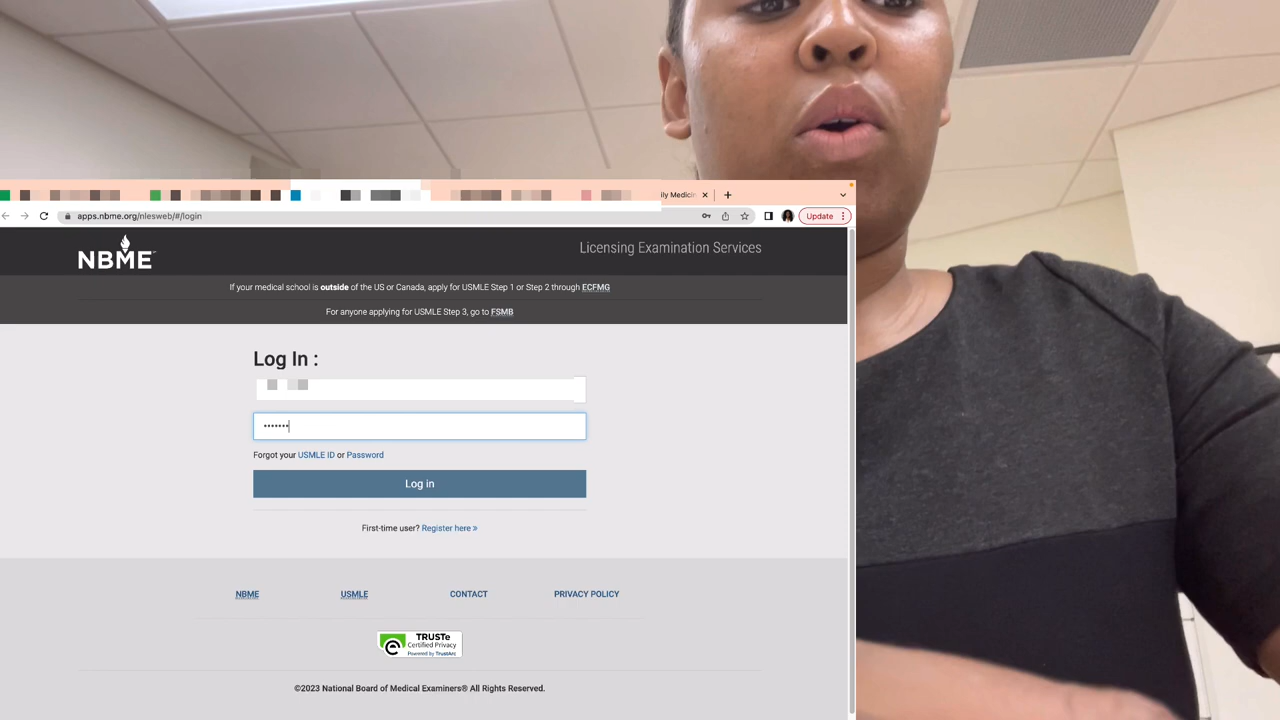 ily Medicin
apps.nbme.org/nlesweb/#/login
Update
NBME
Licensing Examination Services
If your medical school is outside of the US or Canada, apply for USMLE Step 1 or Step 2 through ECFMG
For anyone applying for USMLE Step 3, go to FSMB
Log In :
•••••••
Forgot your USMLE ID or Password
Log in
First-time user? Register here »
NBME
USMLE
CONTACT
PRIVACY POLICY
TRUSTe
Certified Privacy
Powered by TrustArc
©2023 National Board of Medical Examiners® All Rights Reserved.